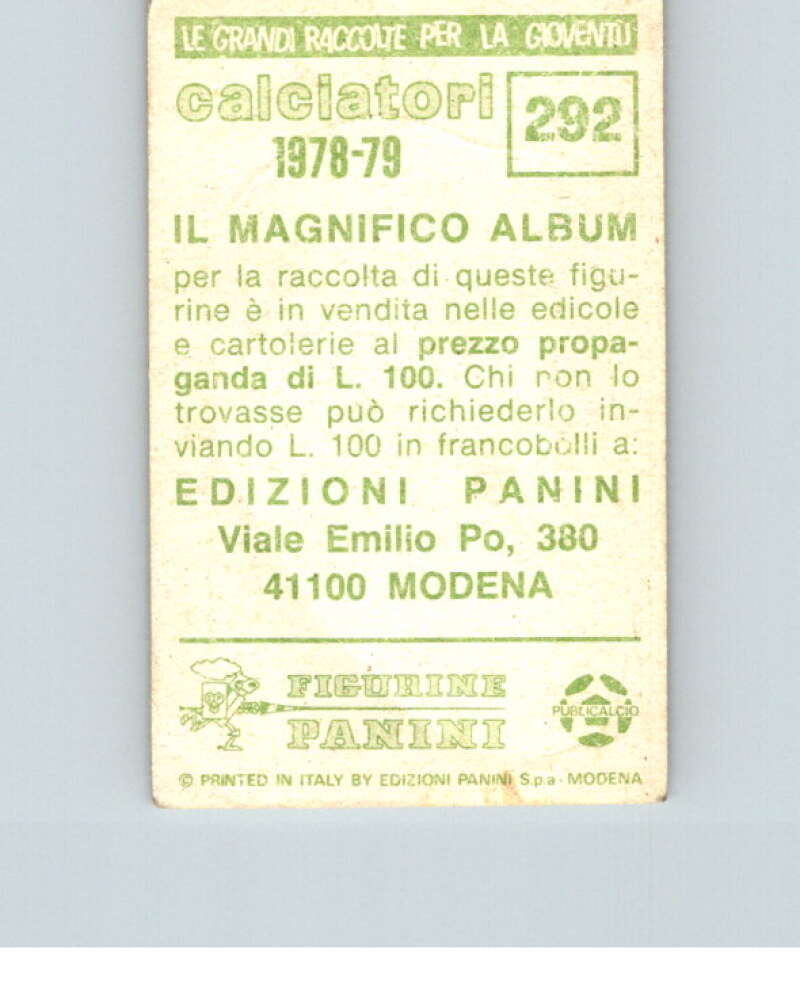 LE GRANDI RACCOLTE PER LA GIOVENTÙ
calciatori
292
1978-79
IL MAGNIFICO ALBUM
per la raccolta di queste figu-
rine è in vendita nelle edicole
e cartolerie al prezzo propa-
ganda di L. 100. Chi non lo
trovasse può richiederlo in-
viando L. 100 in francobolli a:
EDIZIONI PANINI
Viale Emilio Po, 380
41100 MODENA
FIGURINE
PANINI
PUBLICALCIO
© PRINTED IN ITALY BY EDIZIONI PANINI S.p.a - MODENA